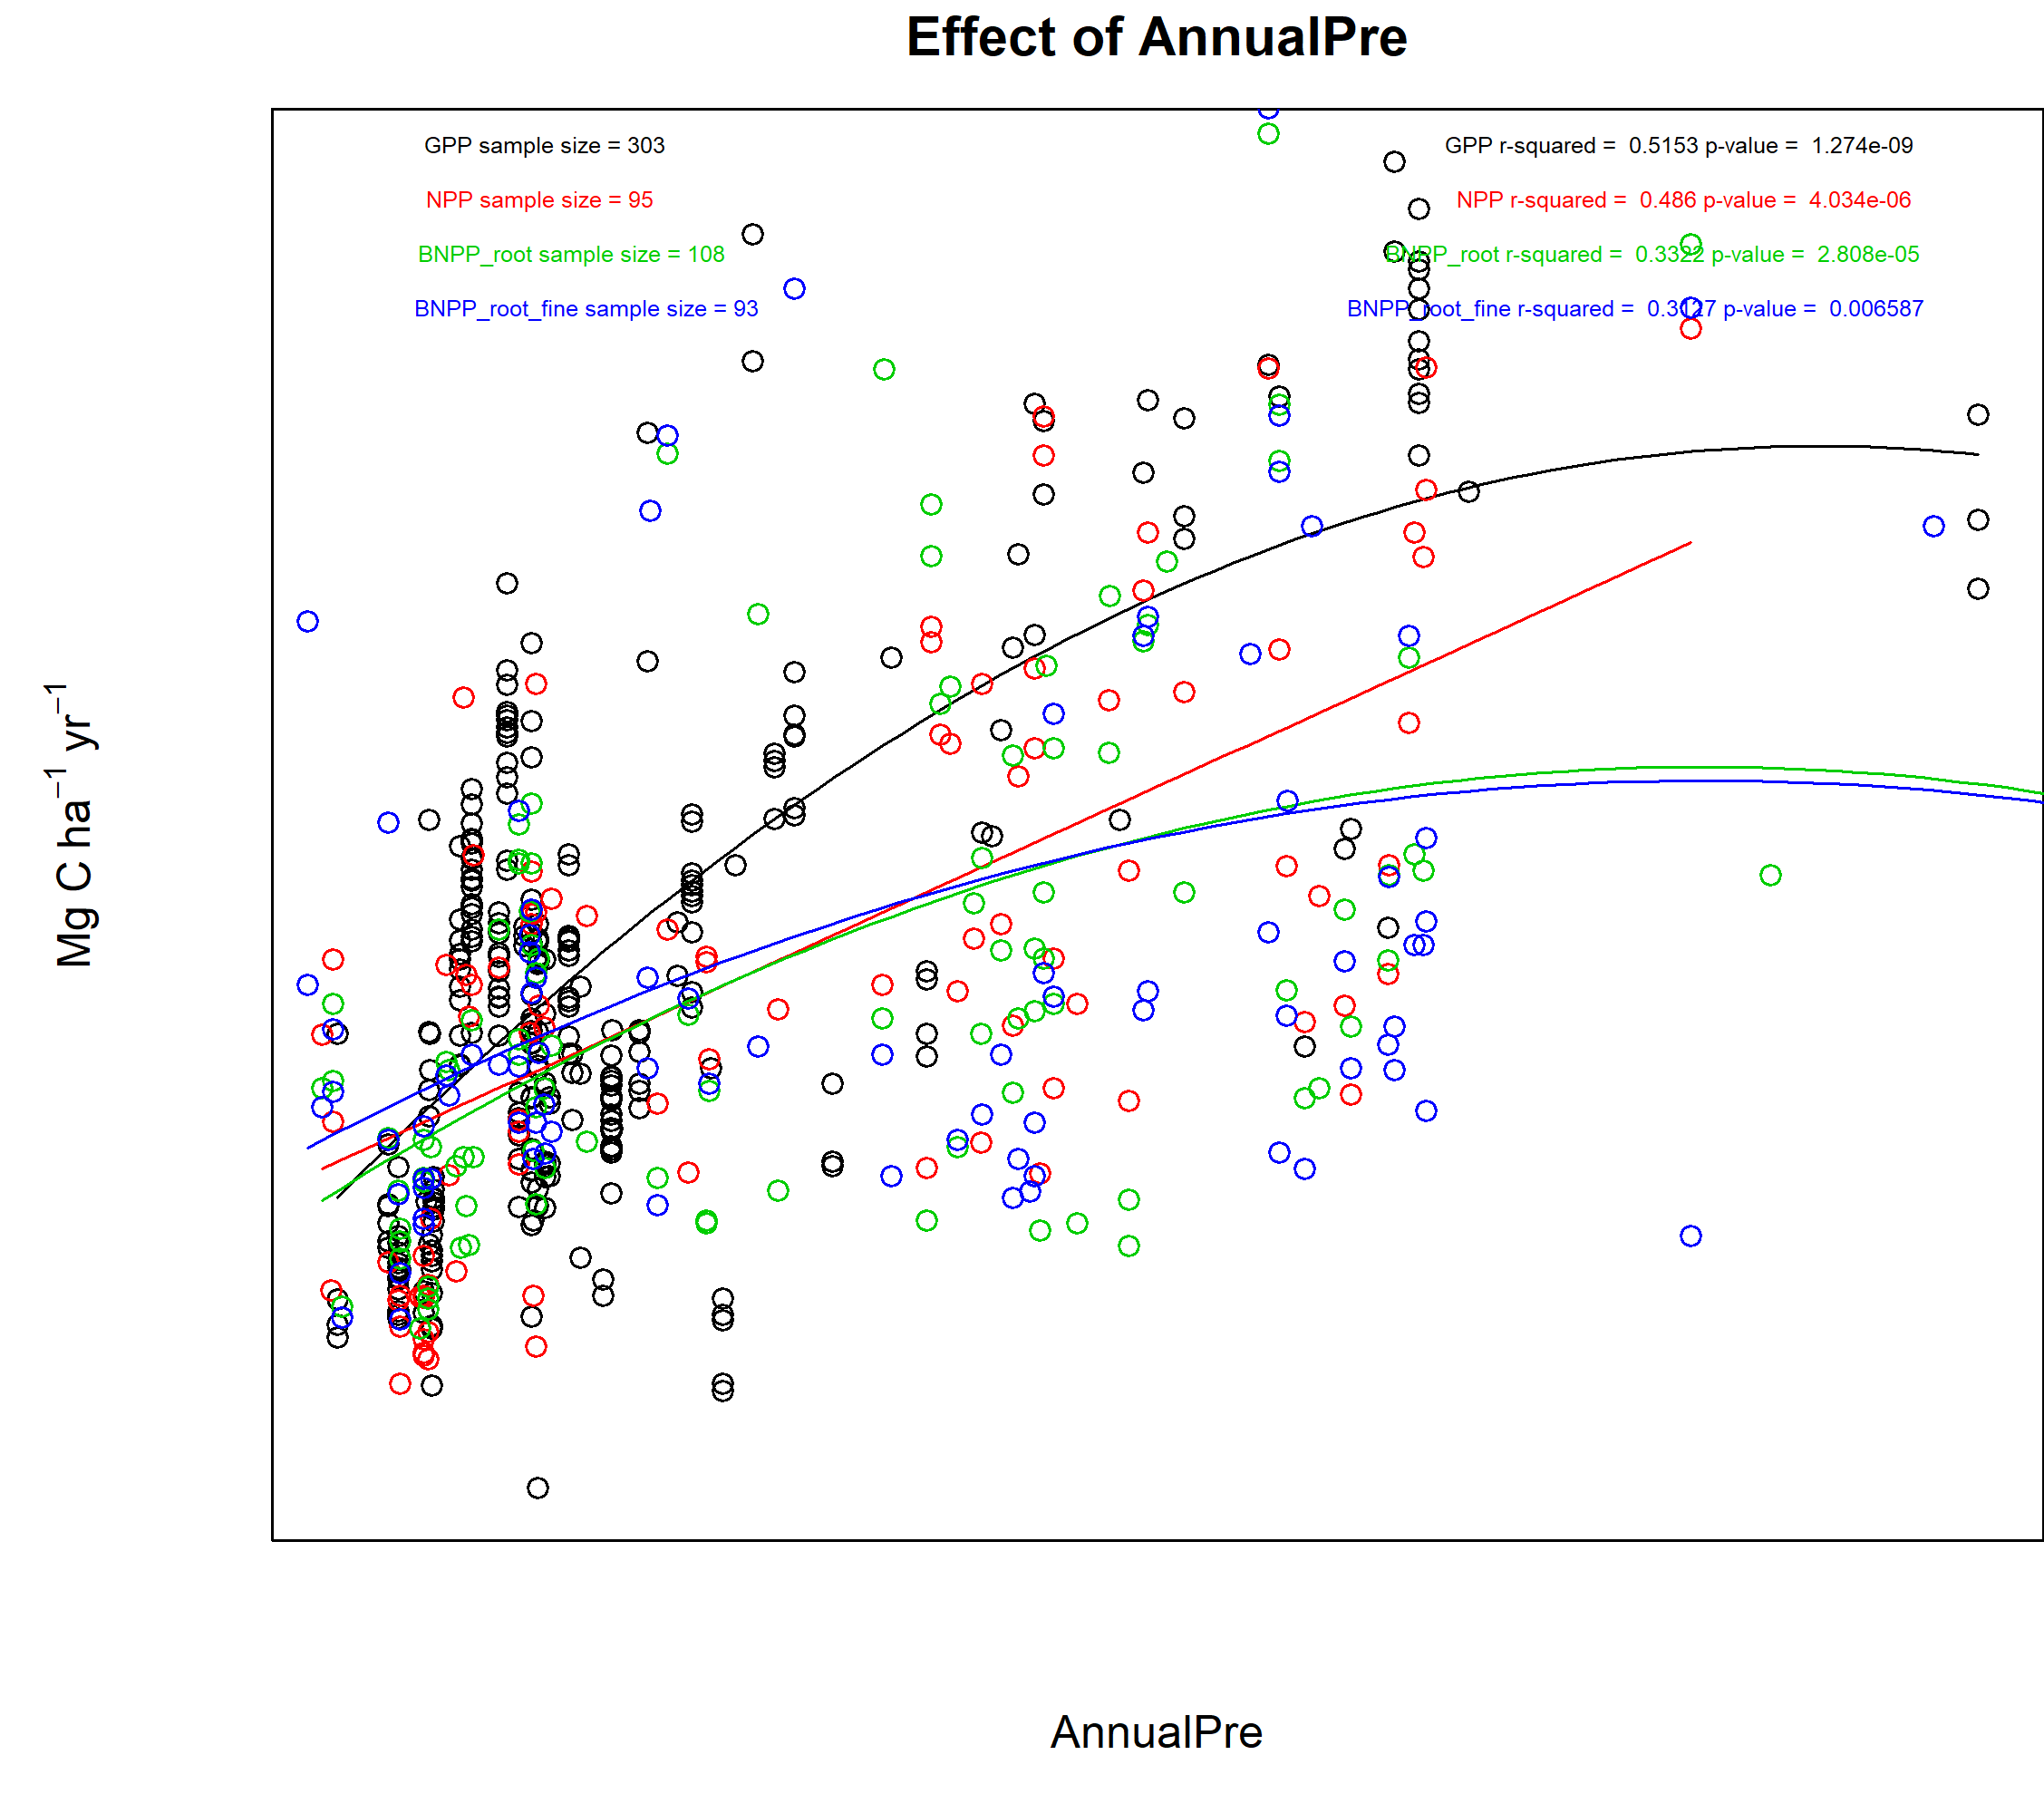 Effect of AnnualPre
GPP sample size = 303
GPP r-squared = 0.5153 p-value = 1.274e-09
NPP sample size = 95
NPP r-squared = 0.486 p-value = 4.034e-06
BNPP_root sample size = 108
BNPP_root r-squared = 0.3322 p-value = 2.808e-05
BNPP_root_fine sample size = 93
BNPP_root_fine r-squared = 0.3127 p-value = 0.006587
Mg C ha⁻¹ yr⁻¹
AnnualPre